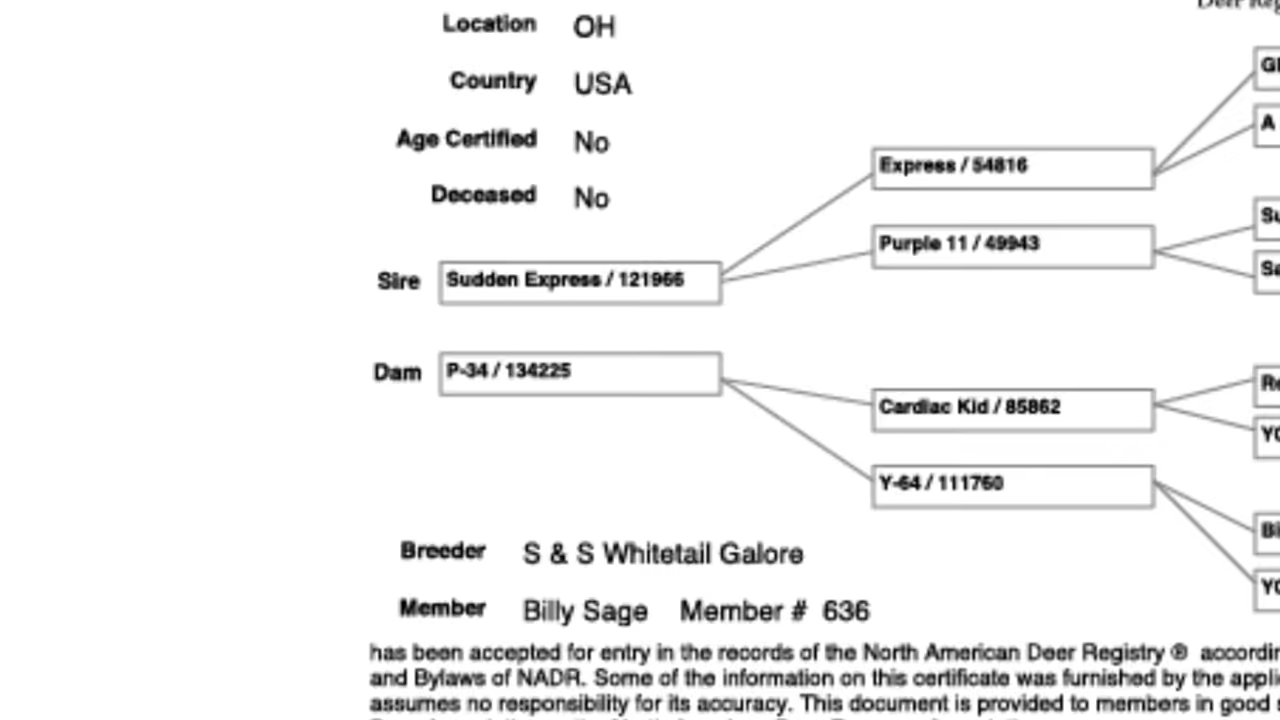 Deer Reg
Location OH
Country USA
Age Certified No
Deceased No
Sire Sudden Express / 121966
Express / 54816
Purple 11 / 49943
A
Dam P-34 / 134225
Cardiac Kid / 85862
Y-64 / 111760
Breeder S & S Whitetail Galore
Member Billy Sage Member # 636
has been accepted for entry in the records of the North American Deer Registry ®
and Bylaws of NADR. Some of the information on this certificate was furnished by the
assumes no responsibility for its accuracy. This document is provided to members in good